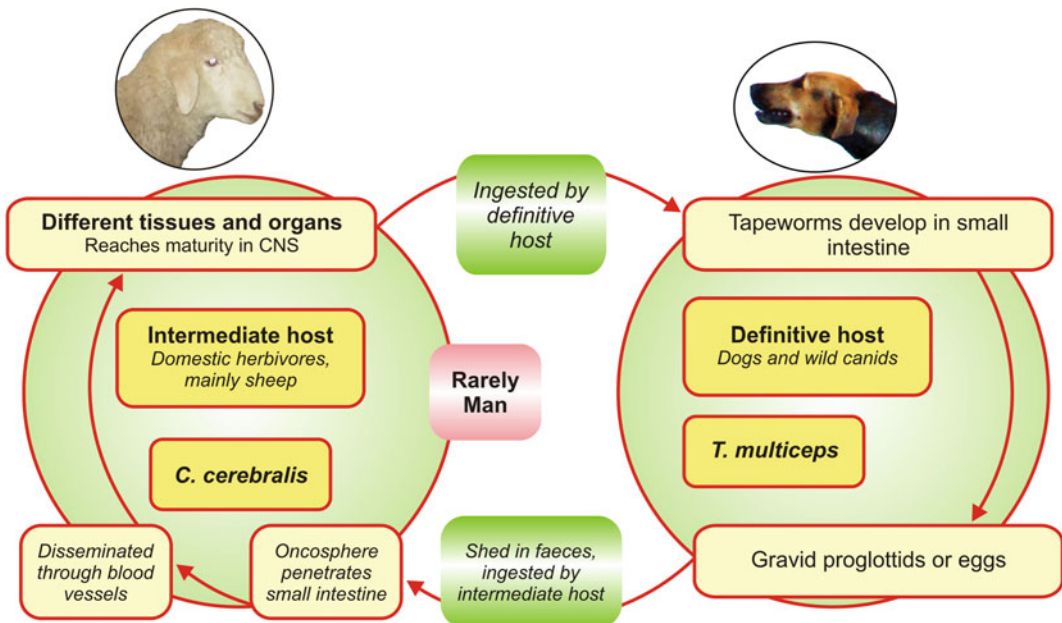 Different tissues and organs
Reaches maturity in CNS
Ingested by
definitive
host
Tapeworms develop in small
intestine
Intermediate host
Domestic herbivores,
mainly sheep
Rarely
Man
Definitive host
Dogs and wild canids
C. cerebralis
T. multiceps
Disseminated
through blood
vessels
Oncosphere
penetrates
small intestine
Shed in faeces,
ingested by
intermediate host
Gravid proglottids or eggs